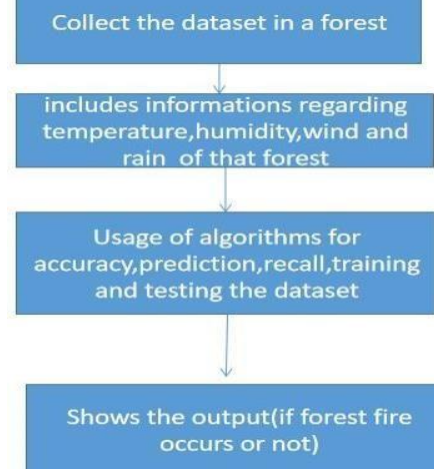 Collect the dataset in a forest
includes informations regarding
temperature,humidity,wind and
rain of that forest
Usage of algorithms for
accuracy,prediction,recall,training
and testing the dataset
Shows the output(if forest fire
occurs or not)